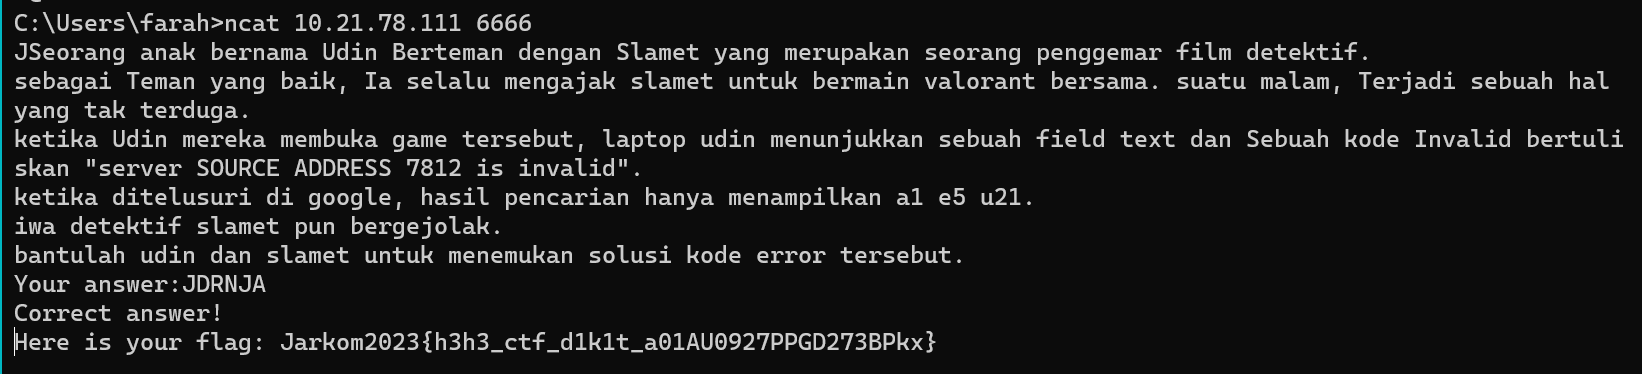 C:\Users\farah>ncat 10.21.78.111 6666
JSeorang anak bernama Udin Berteman dengan Slamet yang merupakan seorang penggemar film detektif.
sebagai Teman yang baik, Ia selalu mengajak slamet untuk bermain valorant bersama. suatu malam, Terjadi sebuah hal
yang tak terduga.
ketika Udin mereka membuka game tersebut, laptop udin menunjukkan sebuah field text dan Sebuah kode Invalid bertuli
skan "server SOURCE ADDRESS 7812 is invalid".
ketika ditelusuri di google, hasil pencarian hanya menampilkan a1 e5 u21.
iwa detektif slamet pun bergejolak.
bantulah udin dan slamet untuk menemukan solusi kode error tersebut.
Your answer:JDRNJA
Correct answer!
Here is your flag: Jarkom2023{h3h3_ctf_d1k1t_a01AU0927PPGD273BPkx}